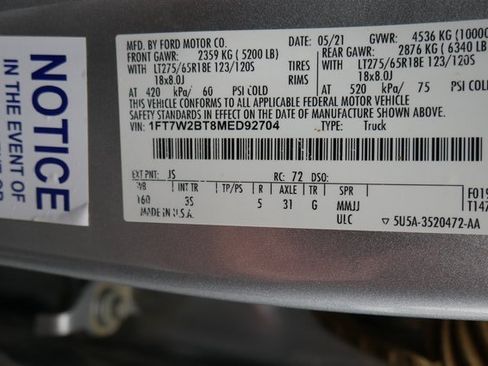 NOTICE
IN THE EVENT OF
MFD. BY FORD MOTOR CO.
DATE: 05/21 GVWR: 4536 KG (10000
FRONT GAWR: 2359 KG ( 5200 LB) REAR GAWR: 2876 KG ( 6340 LB)
WITH LT275/65R18E 123/120S TIRES WITH LT275/65R18E 123/120S
18x8.0J RIMS 18x8.0J
AT 420 kPa/ 60 PSI COLD AT 520 kPa/ 75 PSI COL
THIS VEHICLE CONFORMS TO ALL APPLICABLE FEDERAL MOTOR VEHICLE
SAFETY STANDARDS IN EFFECT ON THE DATE OF MANUFACTURE SHOWN ABOVE.
VIN: 1FT7W2BT8MED92704 TYPE: Truck
EXT PNT: JS RC: 72 DSO:
WB INT TR TP/PS R AXLE TR SPR F019
160 3S 5 31 G MMJJ T147
MADE IN U.S.A. ULC ▽ 5U5A-3520472-AA